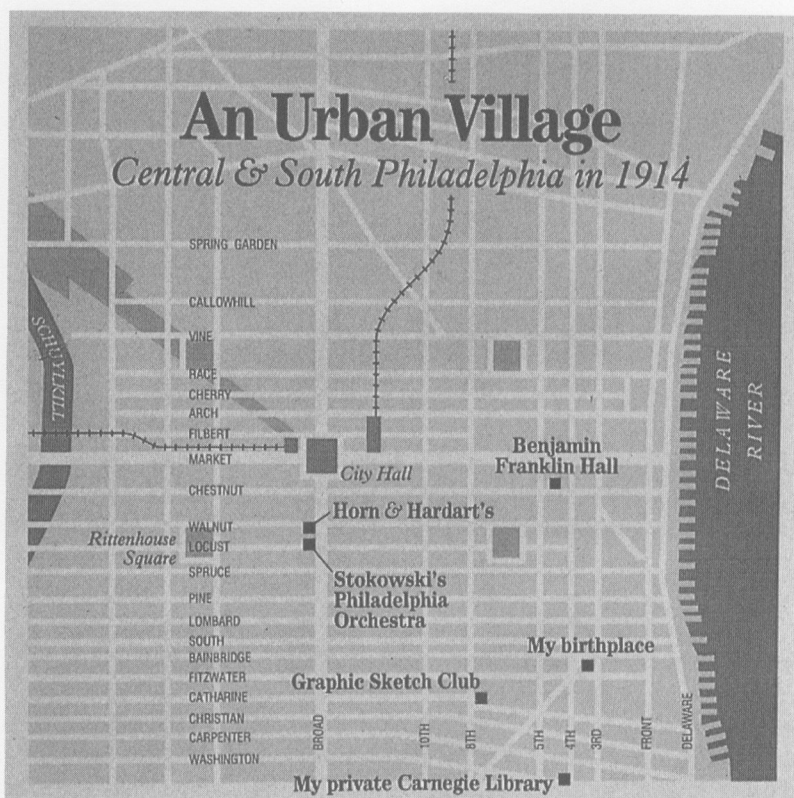 An Urban Village
Central & South Philadelphia in 1914
SPRING GARDEN
CALLOWHILL
VINE
RACE
CHERRY
ARCH
FILBERT
MARKET
CHESTNUT
WALNUT
LOCUST
SPRUCE
PINE
LOMBARD
SOUTH
BAINBRIDGE
FITZWATER
CATHARINE
CHRISTIAN
CARPENTER
WASHINGTON
SCHUYLKILL
DELAWARE
RIVER
City Hall
Benjamin
Franklin Hall
Horn & Hardart's
Rittenhouse
Square
Stokowski's
Philadelphia
Orchestra
My birthplace
Graphic Sketch Club
BROAD
10TH
8TH
5TH
4TH
3RD
FRONT
DELAWARE
My private Carnegie Library